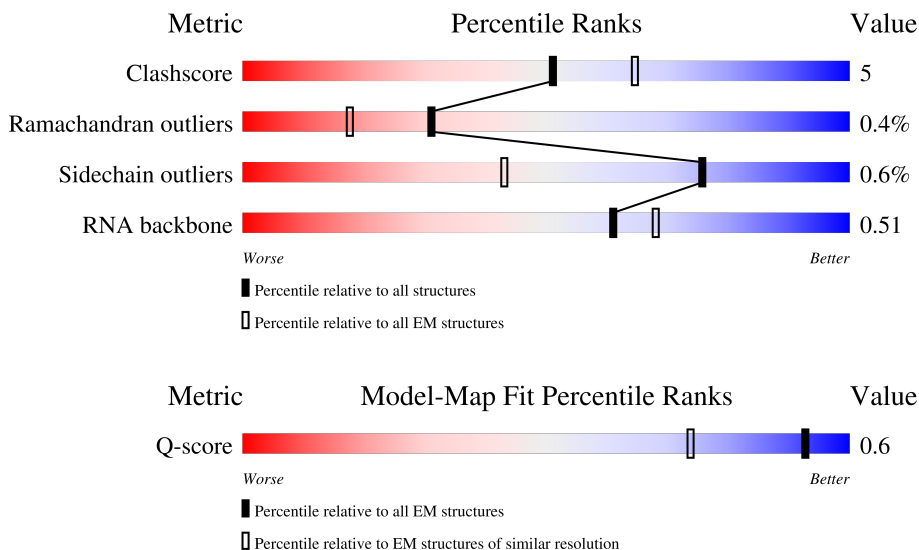 Metric Percentile Ranks Value
Clashscore 5
Ramachandran outliers 0.4%
Sidechain outliers 0.6%
RNA backbone 0.51
Worse Better
Percentile relative to all structures
Percentile relative to all EM structures
Metric Model-Map Fit Percentile Ranks Value
Q-score 0.6
Worse Better
Percentile relative to all EM structures
Percentile relative to EM structures of similar resolution